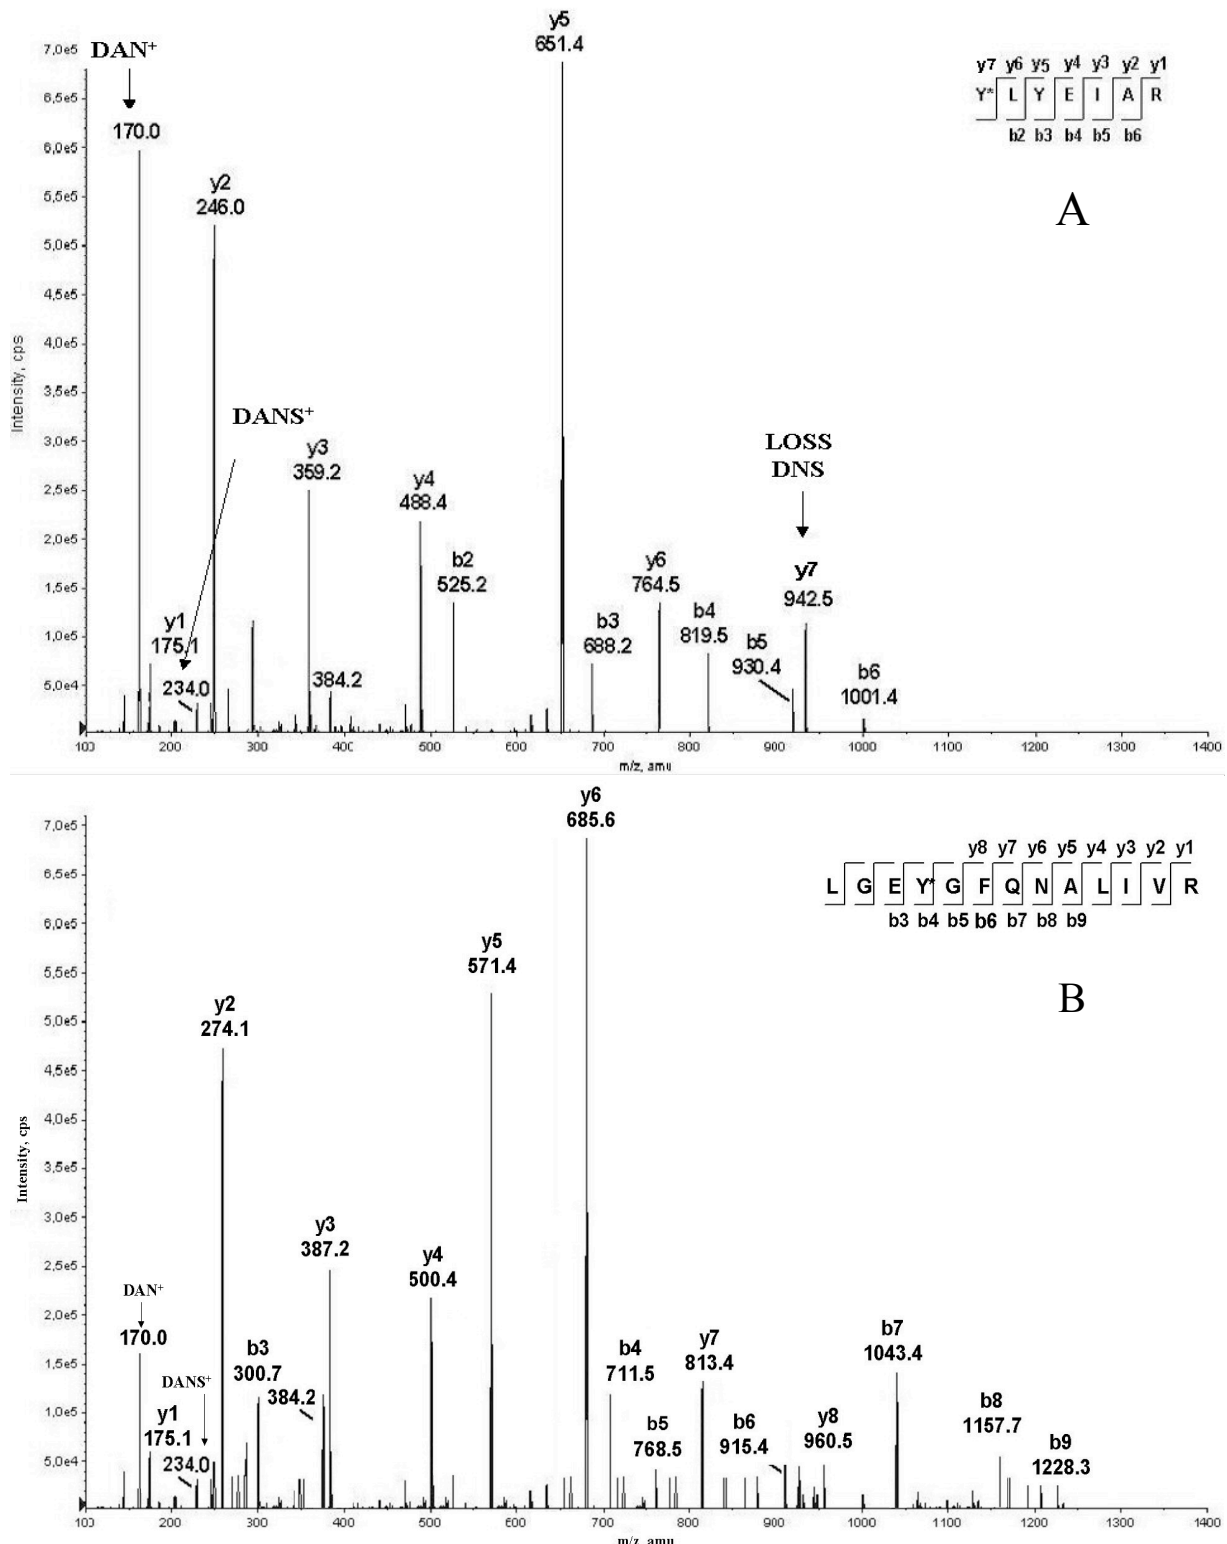 DAN⁺
170.0
y2
246.0
y1
175.1
234.0
DANS⁺
y3
359.2
384.2
y4
488.4
b2
525.2
y5
651.4
b3
688.2
y6
764.5
b4
819.5
b5
930.4
LOSS
DNS
y7
942.5
b6
1001.4
y7 y6 y5 y4 y3 y2 y1
Y* L Y E I A R
b2 b3 b4 b5 b6
A
7,0e5
6,5e5
6,0e5
5,5e5
5,0e5
4,5e5
4,0e5
3,5e5
3,0e5
2,5e5
2,0e5
1,5e5
1,0e5
5,0e4
Intensity, cps
100 200 300 400 500 600 700 800 900 1000 1100 1200 1300 1400
m/z, amu
y6
685.6
y5
571.4
y2
274.1
y3
387.2
y4
500.4
DAN⁺
170.0
DANS⁺
y1
175.1
234.0
b3
300.7
384.2
b4
711.5
b5
768.5
y7
813.4
b6
915.4
y8
960.5
b7
1043.4
b8
1157.7
b9
1228.3
y8 y7 y6 y5 y4 y3 y2 y1
L G E Y* G F Q N A L I V R
b3 b4 b5 b6 b7 b8 b9
B
7,0e5
6,5e5
6,0e5
5,5e5
5,0e5
4,5e5
4,0e5
3,5e5
3,0e5
2,5e5
2,0e5
1,5e5
1,0e5
5,0e4
Intensity, cps
100 200 300 400 500 600 700 800 900 1000 1100 1200 1300 1400
m/z, amu